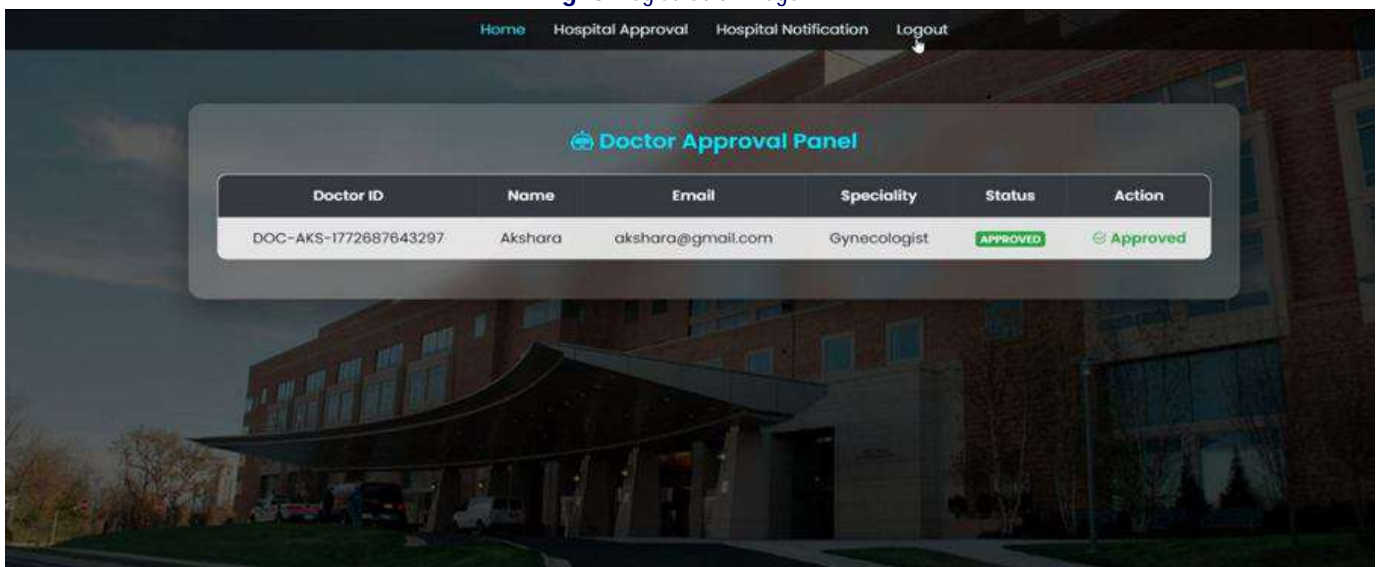 Home Hospital Approval Hospital Notification Logout
Doctor Approval Panel
Doctor ID Name Email Speciality Status Action
DOC-AKS-1772687643297 Akshara akshara@gmail.com Gynecologist APPROVED Approved